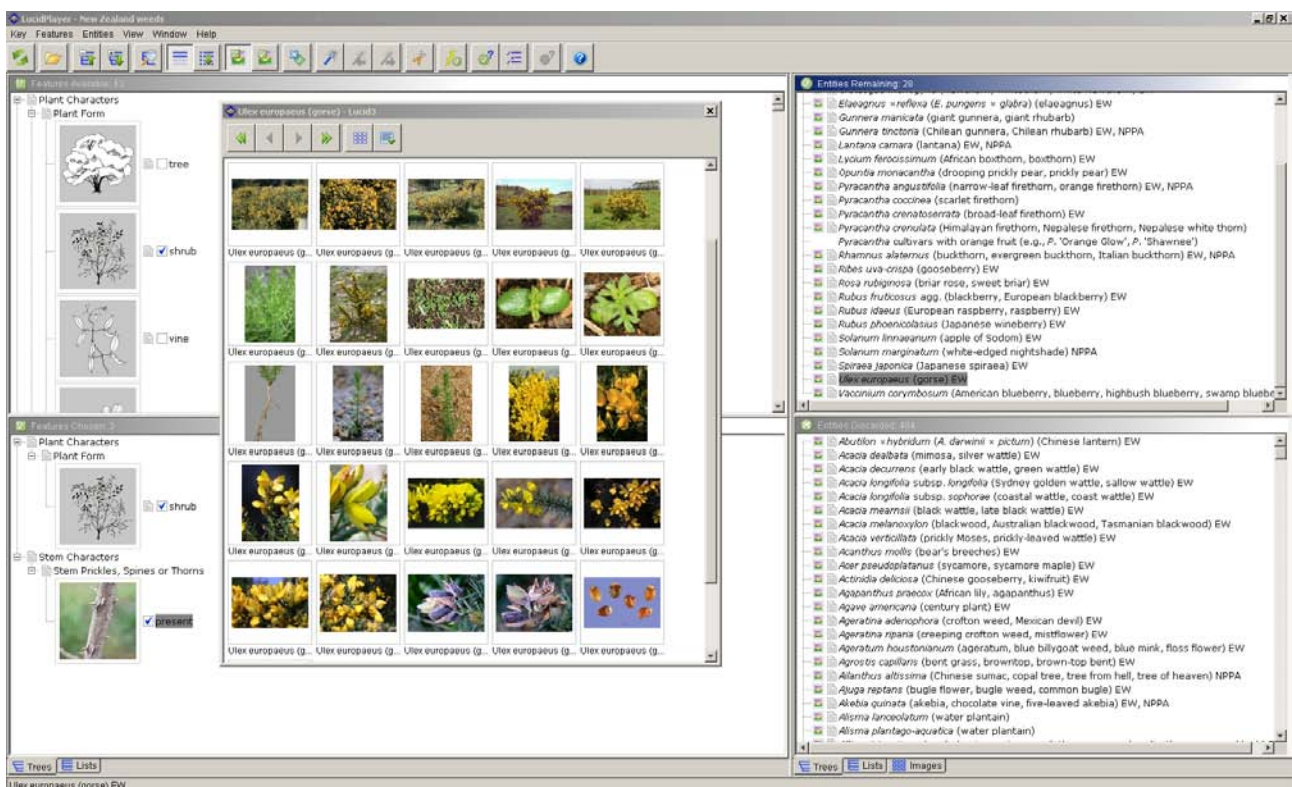 LucidPlayer - New Zealand weeds
Key Features Entities View Window Help
Plant Characters
Plant Form
tree
shrub
vine
Features Chosen: 2
Plant Characters
Plant Form
shrub
Stem Characters
Stem Prickles, Spines or Thorns
present
Trees Lists
Ulex europaeus (gorse) - Lucid3
Ulex europaeus (g... Ulex europaeus (g... Ulex europaeus (g... Ulex europaeus (g... Ulex europaeus (g...
Ulex europaeus (g... Ulex europaeus (g... Ulex europaeus (g... Ulex europaeus (g... Ulex europaeus (g...
Ulex europaeus (g... Ulex europaeus (g... Ulex europaeus (g... Ulex europaeus (g... Ulex europaeus (g...
Ulex europaeus (g... Ulex europaeus (g... Ulex europaeus (g... Ulex europaeus (g... Ulex europaeus (g...
Ulex europaeus (g... Ulex europaeus (g... Ulex europaeus (g... Ulex europaeus (g... Ulex europaeus (g...
Entities Remaining: 28
Elaeagnus ×reflexa (E. pungens × glabra) (elaeagnus) EW
Gunnera manicata (giant gunnera, giant rhubarb)
Gunnera tinctoria (Chilean gunnera, Chilean rhubarb) EW, NPPA
Lantana camara (lantana) EW, NPPA
Lycium ferocissimum (African boxthorn, boxthorn) EW
Opuntia monacantha (drooping prickly pear, prickly pear) EW
Pyracantha angustifolia (narrow-leaf firethorn, orange firethorn) EW, NPPA
Pyracantha coccinea (scarlet firethorn)
Pyracantha crenatoserrata (broad-leaf firethorn) EW
Pyracantha crenulata (Himalayan firethorn, Nepalese firethorn, Nepalese white thorn)
Pyracantha cultivars with orange fruit (e.g., P. 'Orange Glow', P. 'Shawnee')
Rhamnus alaternus (buckthorn, evergreen buckthorn, Italian buckthorn) EW, NPPA
Ribes uva-crispa (gooseberry) EW
Rosa rubiginosa (briar rose, sweet briar) EW
Rubus fruticosus agg. (blackberry, European blackberry) EW
Rubus idaeus (European raspberry, raspberry) EW
Rubus phoenicolasius (Japanese wineberry) EW
Solanum linnaeanum (apple of Sodom) EW
Solanum marginatum (white-edged nightshade) NPPA
Spiraea japonica (Japanese spiraea) EW
Ulex europaeus (gorse) EW
Vaccinium corymbosum (American blueberry, blueberry, highbush blueberry, swamp bluebe
Entities Discarded: 404
Abutilon ×hybridum (A. darwinii × pictum) (Chinese lantern) EW
Acacia dealbata (mimosa, silver wattle) EW
Acacia decurrens (early black wattle, green wattle) EW
Acacia longifolia subsp. longifolia (Sydney golden wattle, sallow wattle) EW
Acacia longifolia subsp. sophorae (coastal wattle, coast wattle) EW
Acacia mearnsii (black wattle, late black wattle) EW
Acacia melanoxylon (blackwood, Australian blackwood, Tasmanian blackwood) EW
Acacia verticillata (prickly Moses, prickly-leaved wattle) EW
Acanthus mollis (bear's breeches) EW
Acer pseudoplatanus (sycamore, sycamore maple) EW
Actinidia deliciosa (Chinese gooseberry, kiwifruit) EW
Agapanthus praecox (African lily, agapanthus) EW
Agave americana (century plant) EW
Ageratina adenophora (crofton weed, Mexican devil) EW
Ageratina riparia (creeping crofton weed, mistflower) EW
Ageratum houstonianum (ageratum, blue billygoat weed, blue mink, floss flower) EW
Agrostis capillaris (bent grass, browntop, brown-top bent) EW
Ailanthus altissima (Chinese sumac, copal tree, tree from hell, tree of heaven) NPPA
Ajuga reptans (bugle flower, bugle weed, common bugle) EW
Akebia quinata (akebia, chocolate vine, five-leaved akebia) EW, NPPA
Alisma lanceolatum (water plantain)
Alisma plantago-aquatica (water plantain)
Trees Lists Images
Ulex europaeus (gorse) EW